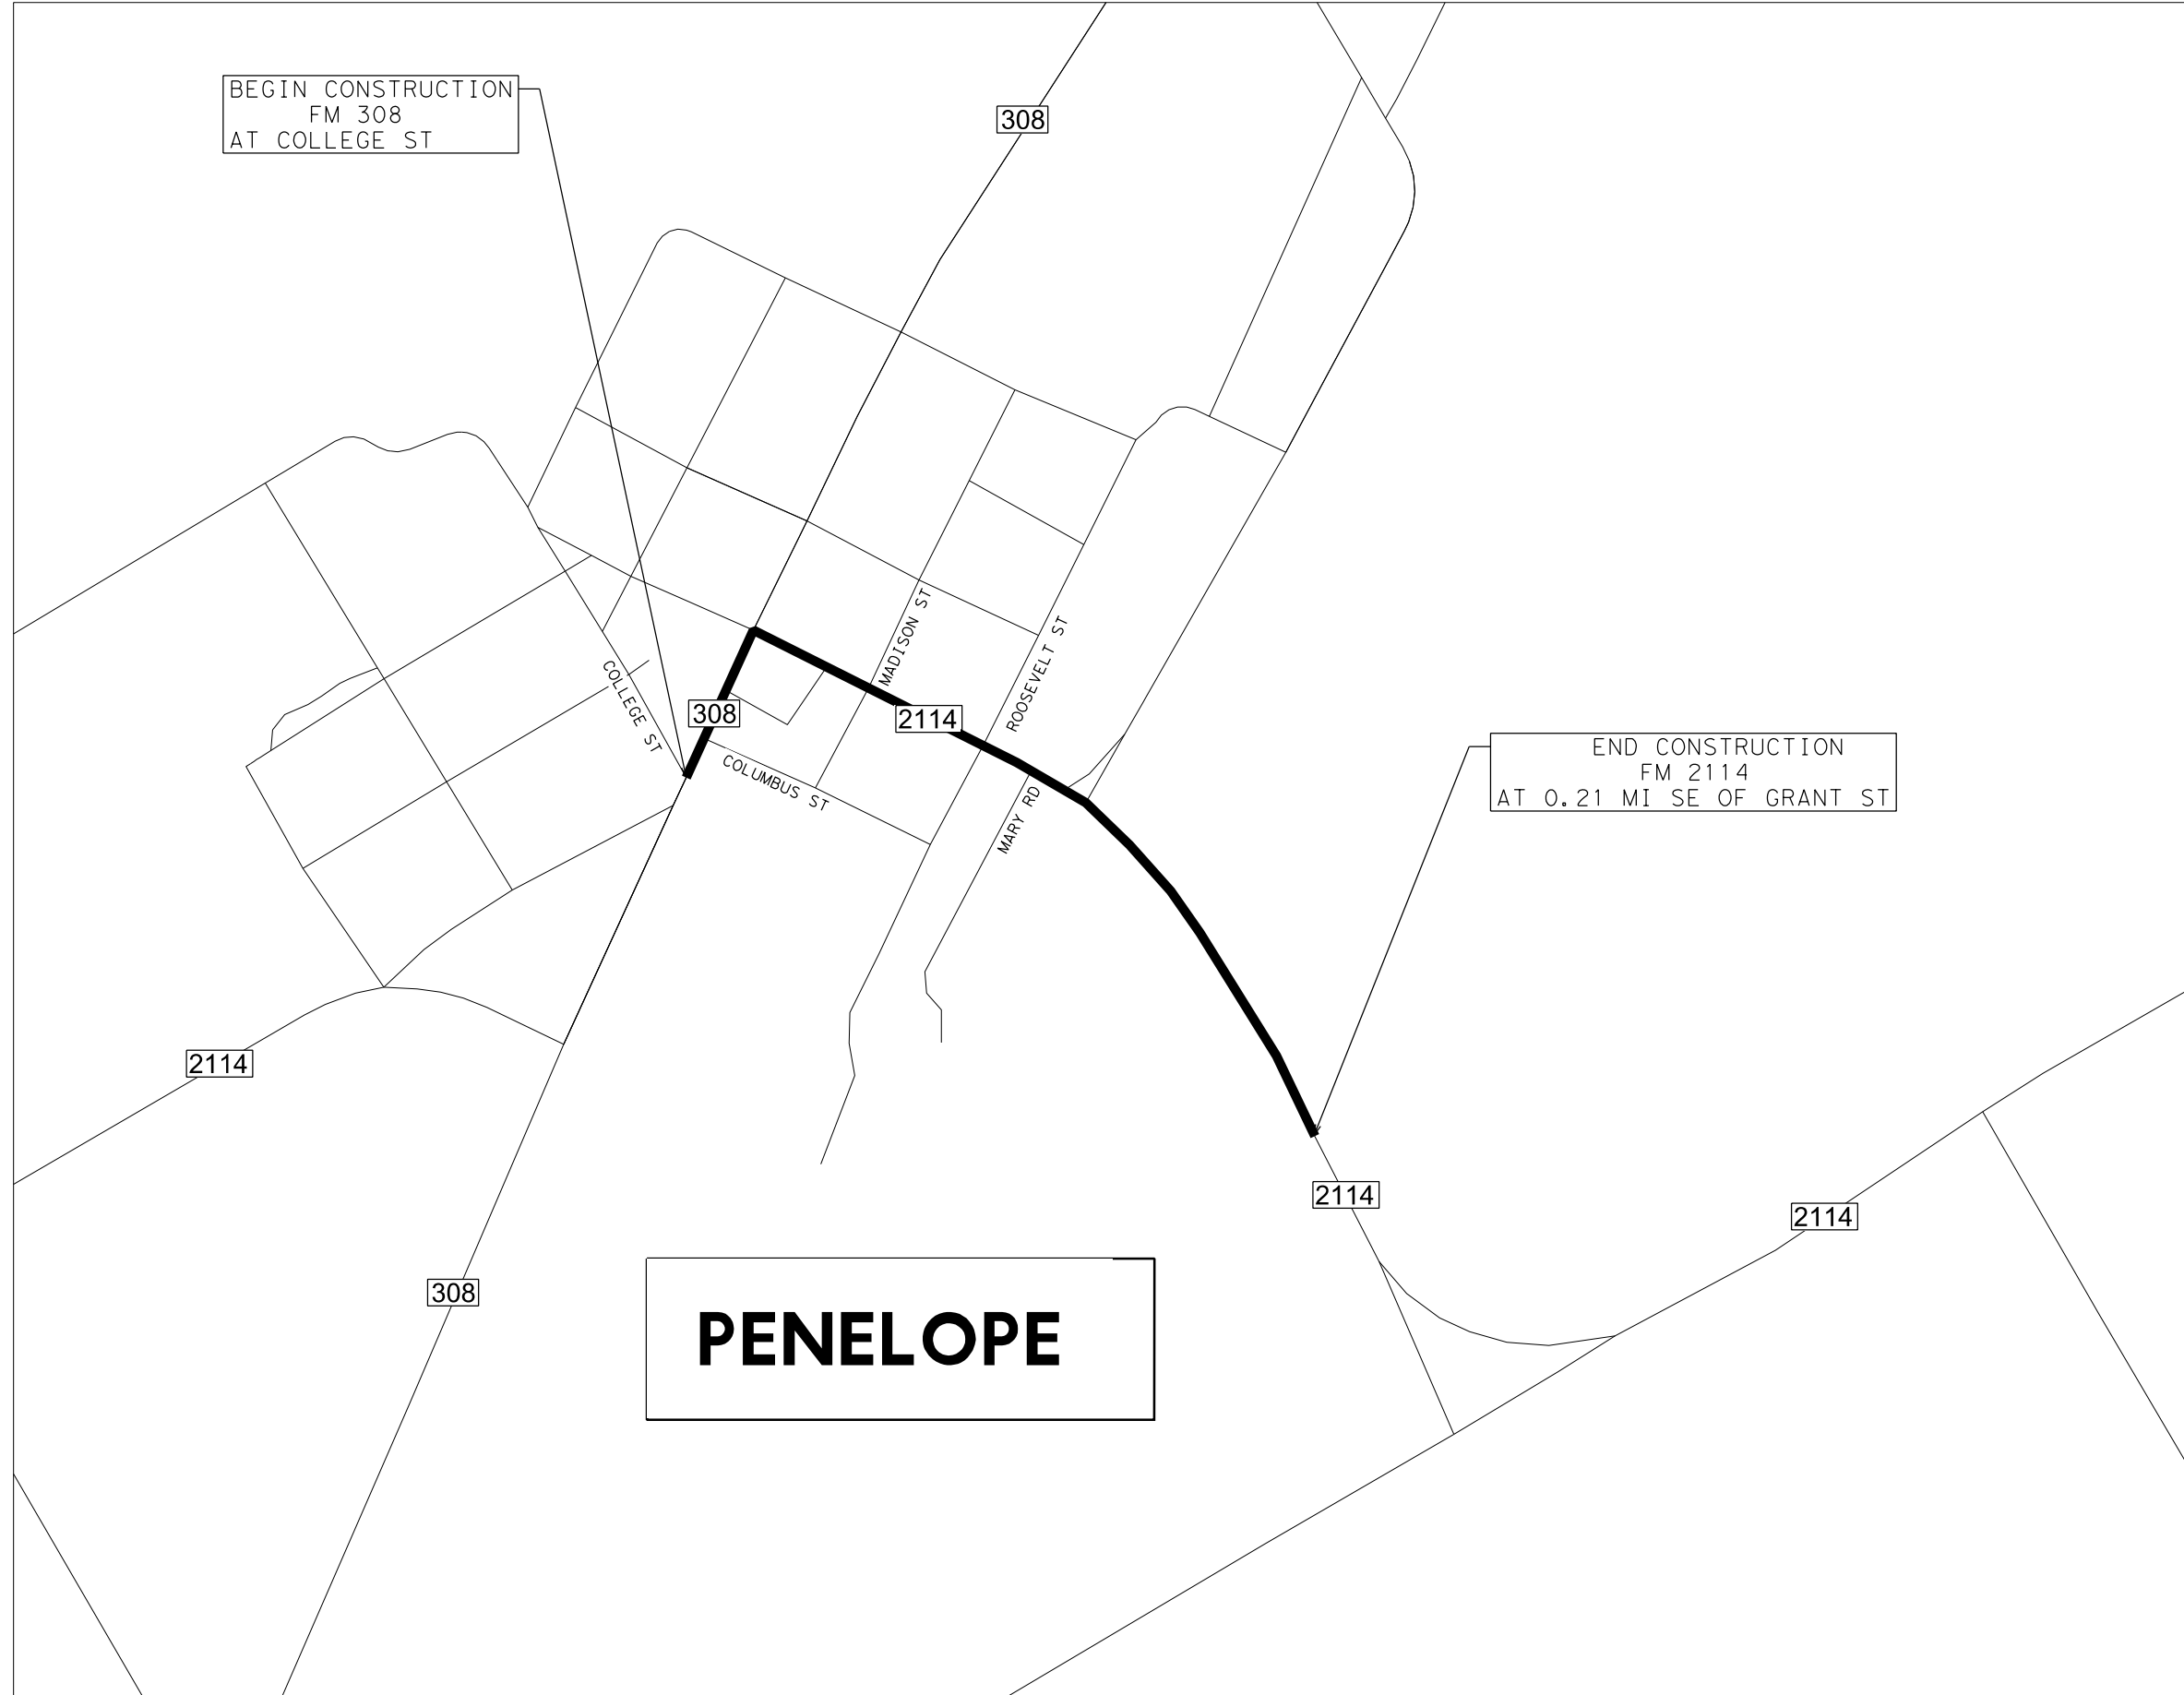 BEGIN CONSTRUCTION
FM 308
AT COLLEGE ST
308
MADISON ST
ROOSEVELT ST
COLLEGE ST
308
2114
COLUMBUS ST
MARY RD
END CONSTRUCTION
FM 2114
AT 0.21 MI SE OF GRANT ST
2114
2114
2114
308
PENELOPE